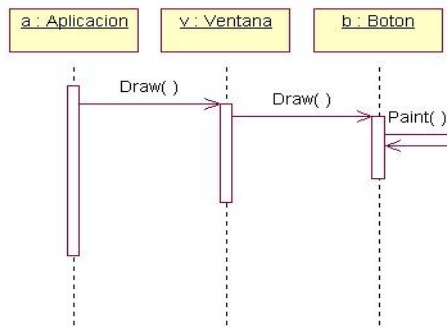 a : Aplicacion
v : Ventana
b : Boton
Draw( )
Draw( )
Paint( )